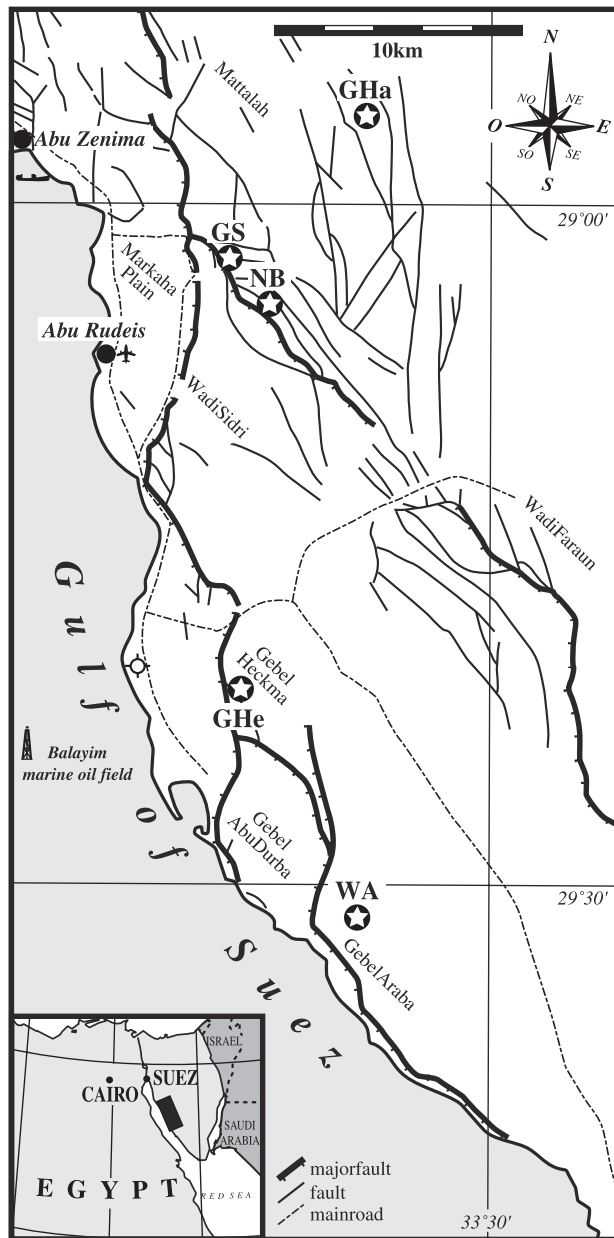 10km
N
NO NE
O E
SO SE
S
Mattalah
GHa
Abu Zenima
29°00'
GS
Markaha
Plain
NB
Abu Rudeis
WadiSidri
WadiFaraun
Gulf of Suez
Gebel
Heckma
GHe
Balayim
marine oil field
Gebel
AbuDurba
WA
29°30'
GebelAraba
ISRAEL
SUEZ
CAIRO
SAUDI
ARABIA
EGYPT
RED SEA
majorfault
fault
mainroad
33°30'